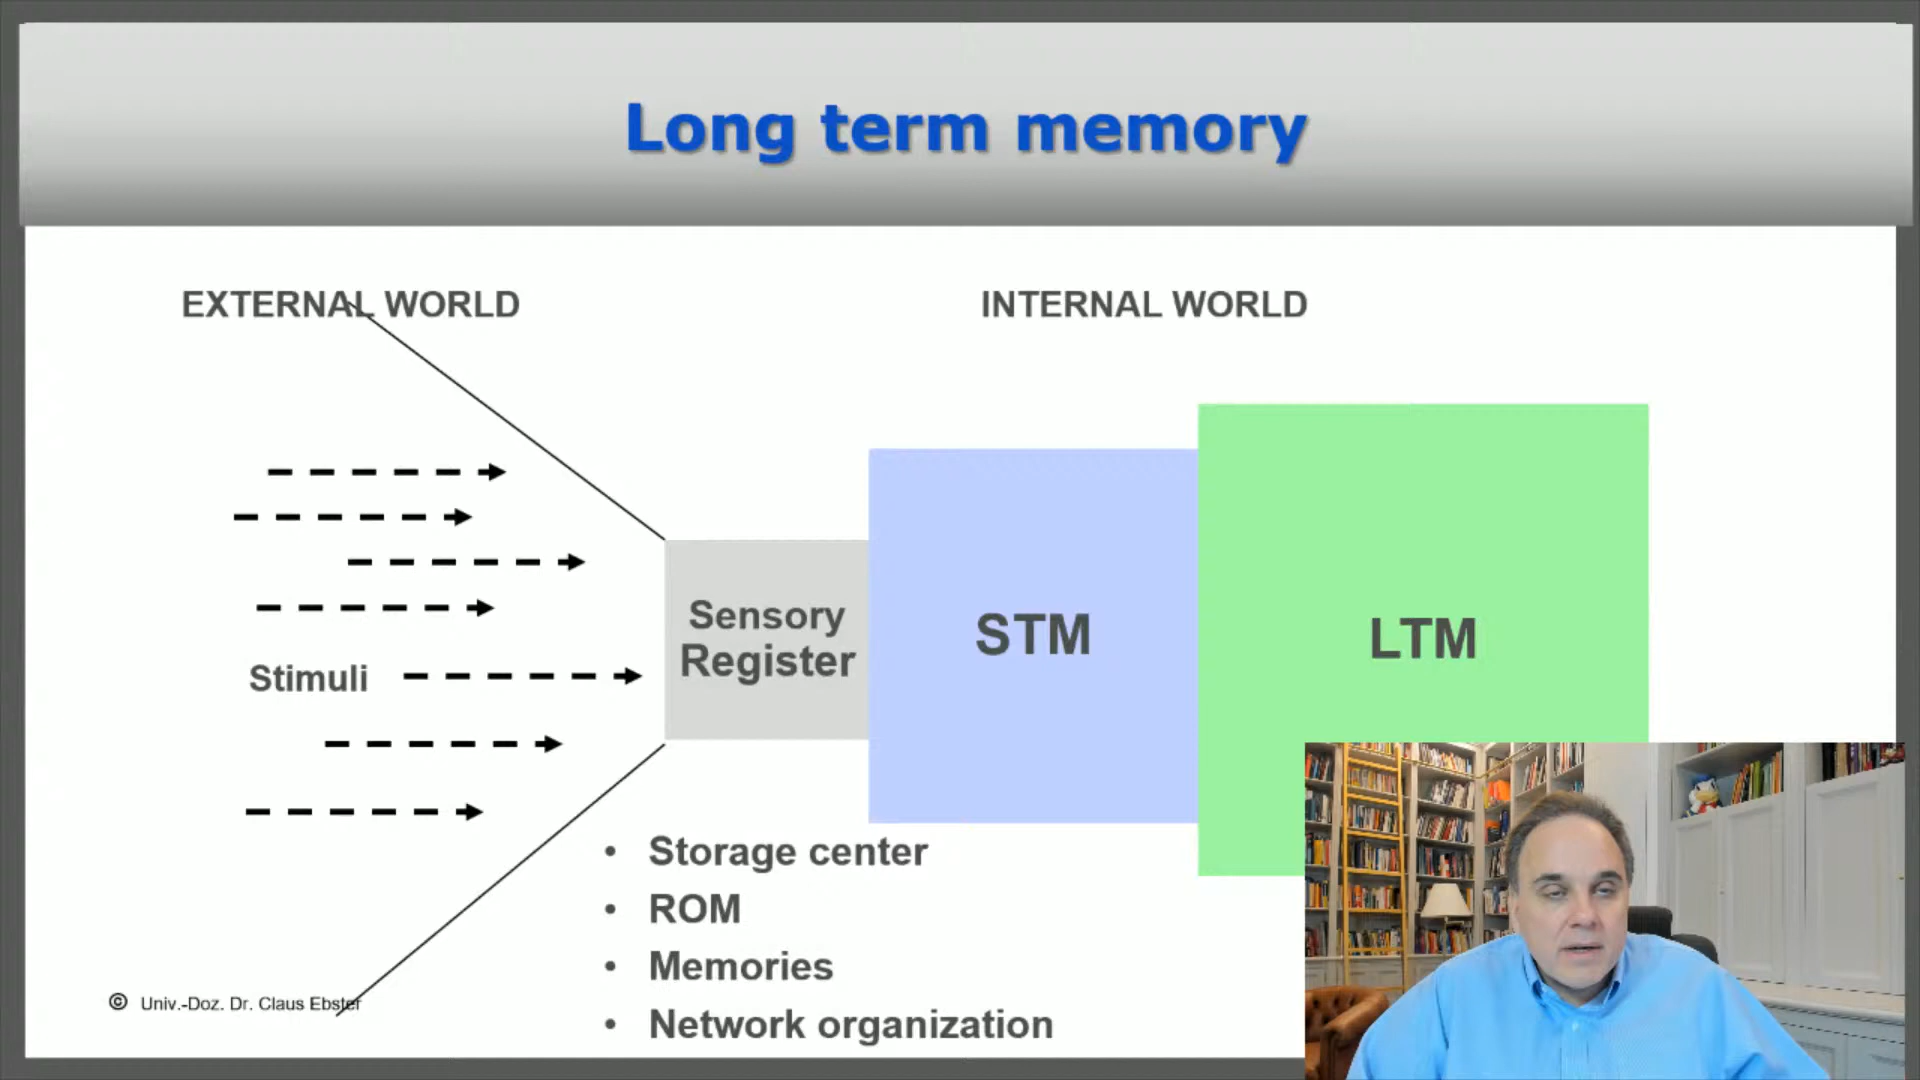 Long term memory
EXTERNAL WORLD
INTERNAL WORLD
Sensory
Register
STM
LTM
Stimuli
• Storage center
• ROM
• Memories
• Network organization
© Univ.-Doz. Dr. Claus Ebster